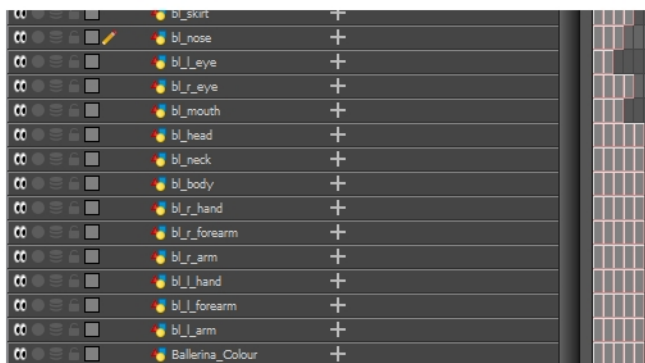 bl_skirt
bl_nose
bl_l_eye
bl_r_eye
bl_mouth
bl_head
bl_neck
bl_body
bl_r_hand
bl_r_forearm
bl_r_arm
bl_l_hand
bl_l_forearm
bl_l_arm
Ballerina_Colour